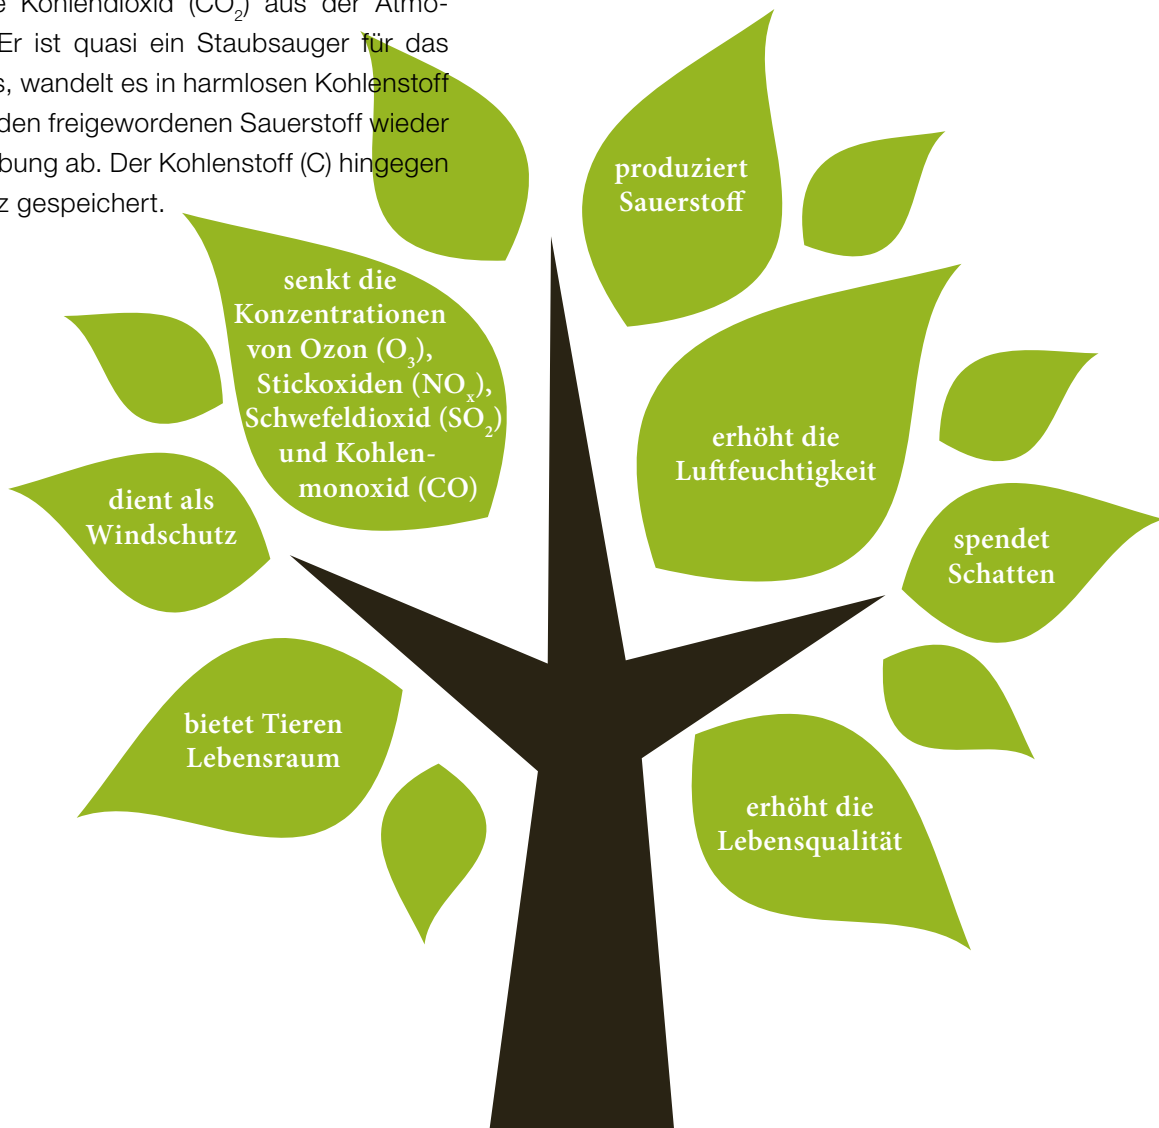 Kohlendioxid (CO₂) aus der Atmo-
Er ist quasi ein Staubsauger für das
wandelt es in harmlosen Kohlenstoff
den freigewordenen Sauerstoff wieder
ab. Der Kohlenstoff (C) hingegen
gespeichert.
produziert
Sauerstoff
senkt die
Konzentrationen
von Ozon (O₃),
Stickoxiden (NOₓ),
Schwefeldioxid (SO₂)
und Kohlen-
monoxid (CO)
erhöht die
Luftfeuchtigkeit
dient als
Windschutz
spendet
Schatten
bietet Tieren
Lebensraum
erhöht die
Lebensqualität